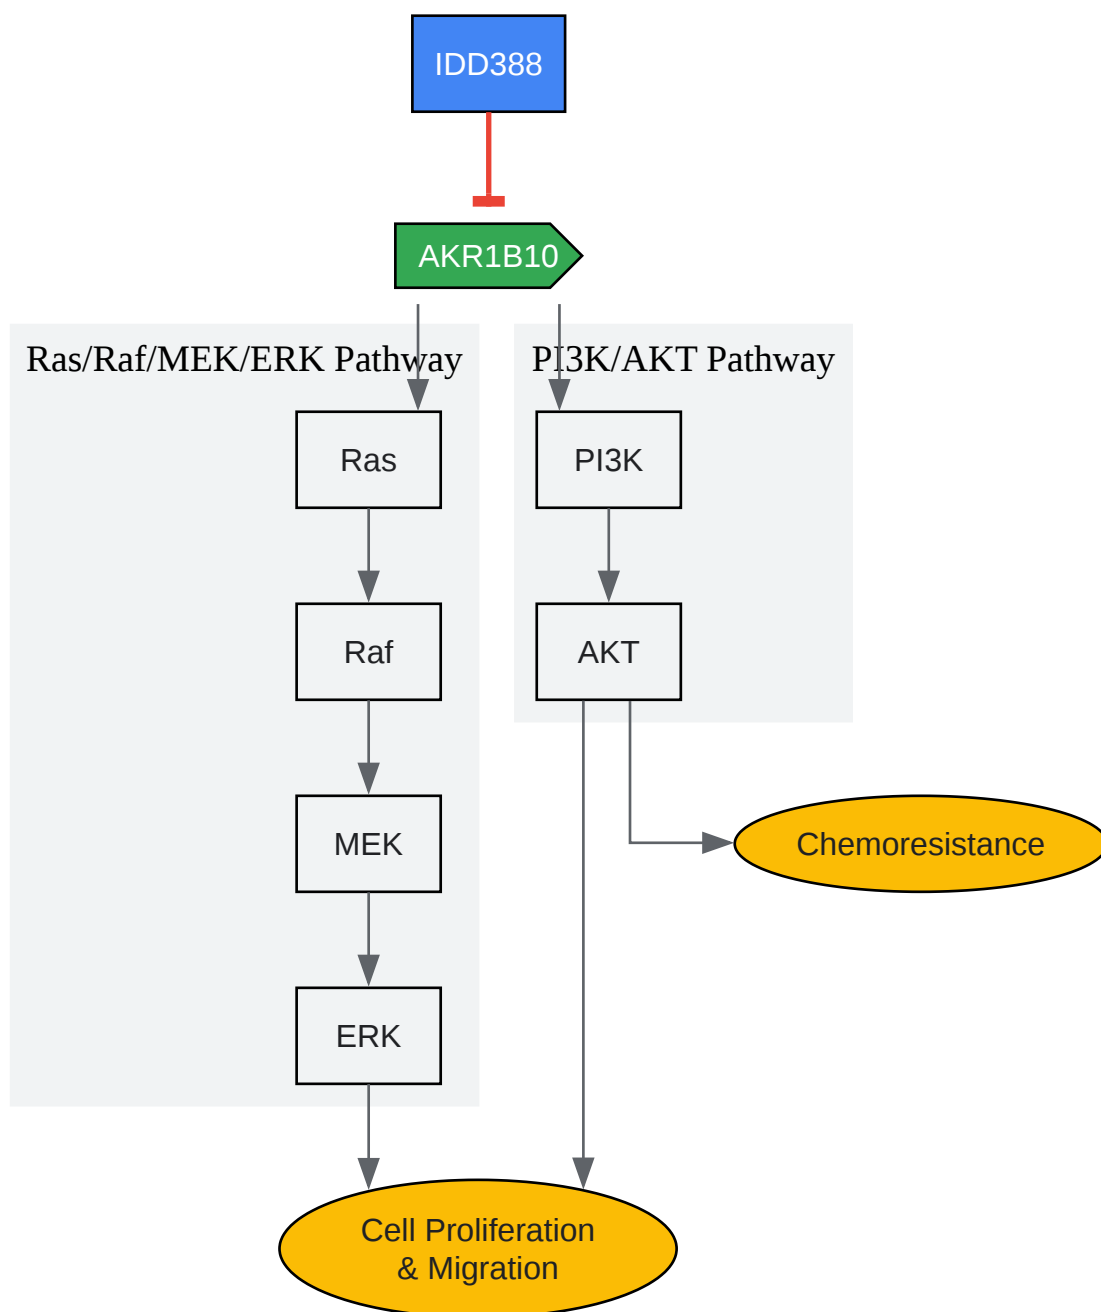 IDD388
AKR1B10
Ras/Raf/MEK/ERK Pathway
PI3K/AKT Pathway
Ras
PI3K
Raf
AKT
MEK
Chemoresistance
ERK
Cell Proliferation
& Migration